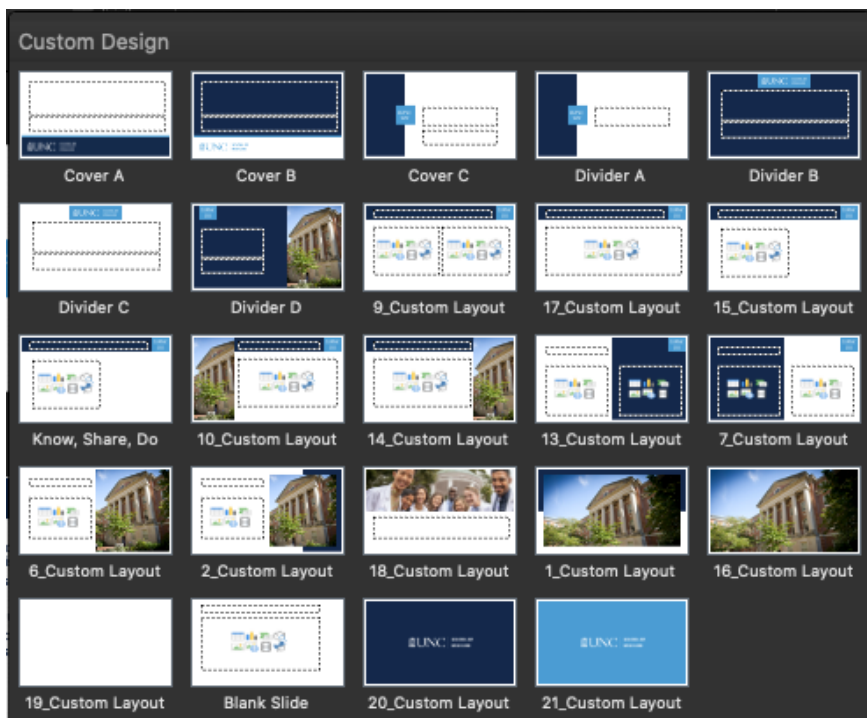 Custom Design
Cover A
Cover B
Cover C
Divider A
Divider B
Divider C
Divider D
9_Custom Layout
17_Custom Layout
15_Custom Layout
Know, Share, Do
10_Custom Layout
14_Custom Layout
13_Custom Layout
7_Custom Layout
6_Custom Layout
2_Custom Layout
18_Custom Layout
1_Custom Layout
16_Custom Layout
UNC
UNC
19_Custom Layout
Blank Slide
20_Custom Layout
21_Custom Layout